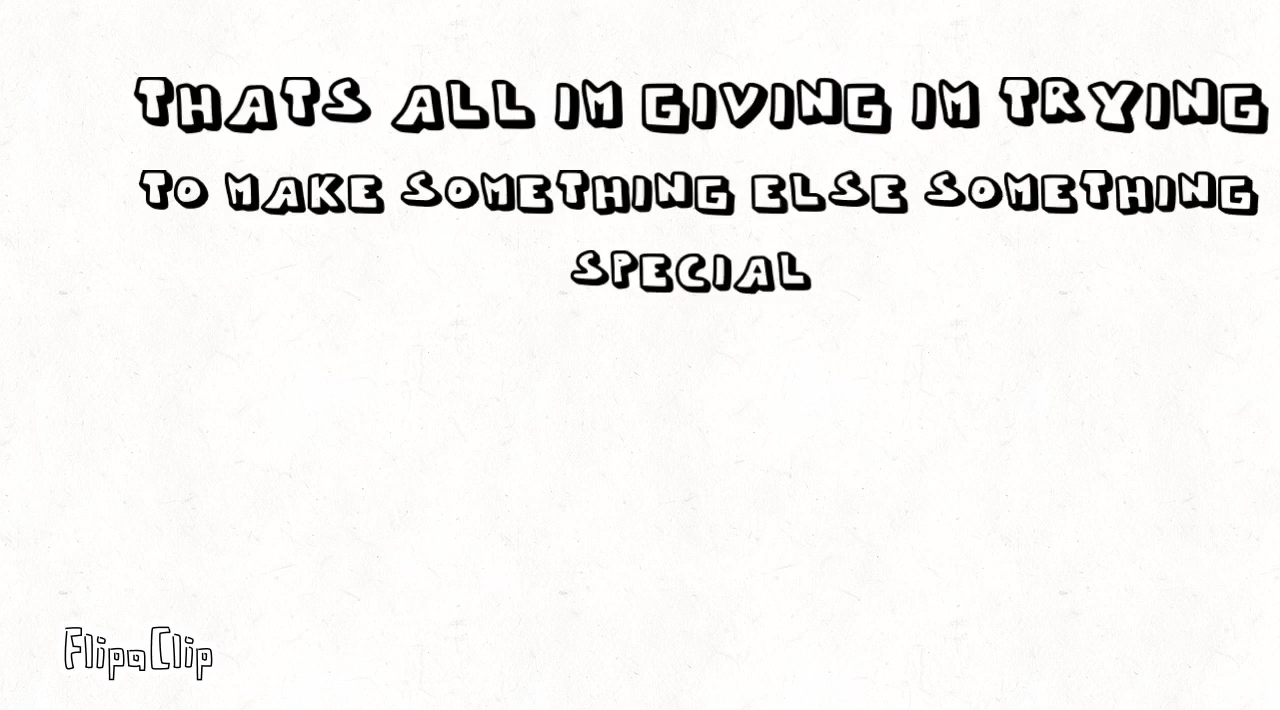 THATS ALL IM GIVING IM TRYING
TO MAKE SOMETHING ELSE SOMETHING
SPECIAL
FlipaClip